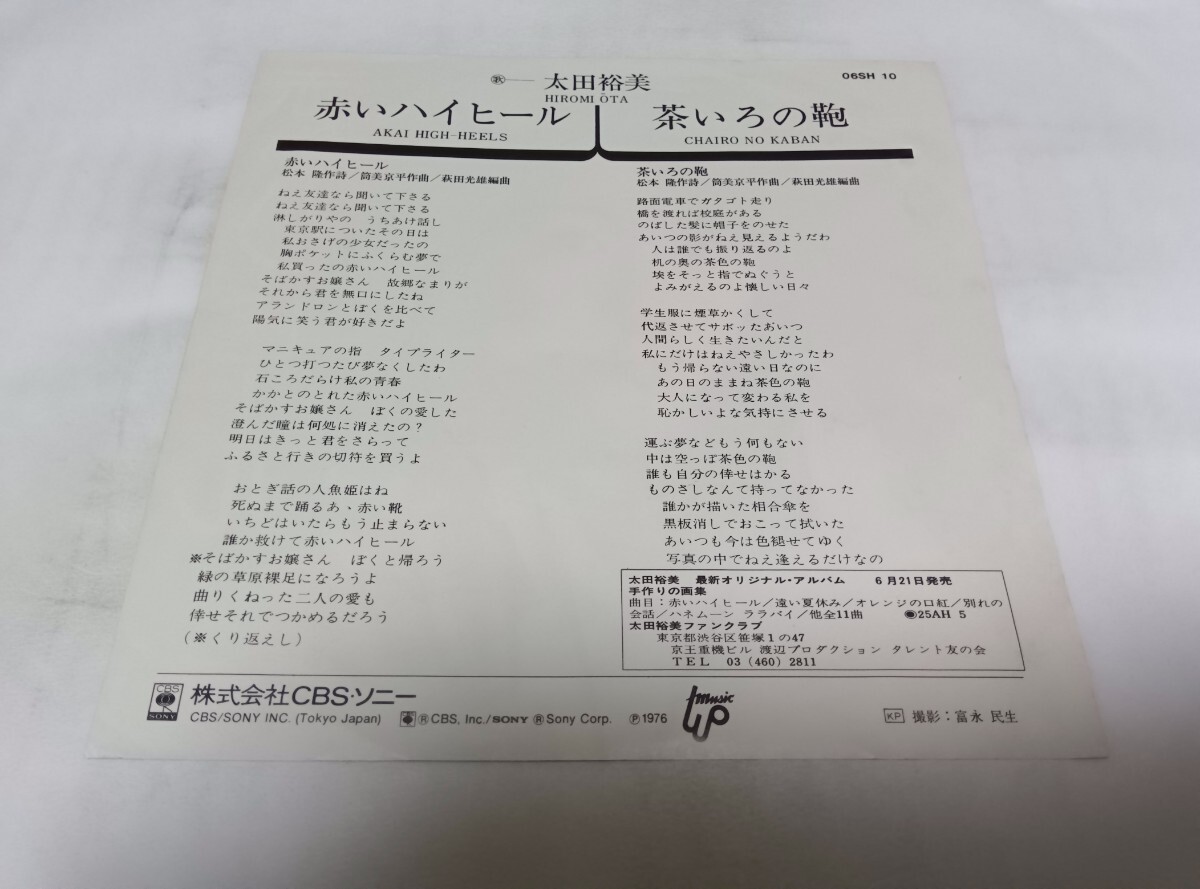 歌 — 太田裕美
HIROMI ŌTA
06SH 10
赤いハイヒール
AKAI HIGH-HEELS
茶いろの鞄
CHAIRO NO KABAN
赤いハイヒール
松本 隆作詩／筒美京平作曲／萩田光雄編曲
ねえ友達なら聞いて下さる
ねえ友達なら聞いて下さる
淋しがりやの うちあけ話し
東京駅についたその日は
私おさげの少女だったの
胸ポケットにふくらむ夢で
私買ったの赤いハイヒール
そばかすお嬢さん 故郷なまりが
それから君を無口にしたね
アランドロンとぼくを比べて
陽気に笑う君が好きだよ
マニキュアの指 タイプライター
ひとつ打つたび夢なくしたわ
石ころだらけ私の青春
かかとのとれた赤いハイヒール
そばかすお嬢さん ぼくの愛した
澄んだ瞳は何処に消えたの？
明日はきっと君をさらって
ふるさと行きの切符を買うよ
おとぎ話の人魚姫はね
死ぬまで踊るあゝ赤い靴
いちどはいたらもう止まらない
誰か救けて赤いハイヒール
※そばかすお嬢さん ぼくと帰ろう
緑の草原裸足になろうよ
曲りくねった二人の愛も
倖せそれでつかめるだろう
（※くり返えし）
茶いろの鞄
松本 隆作詩／筒美京平作曲／萩田光雄編曲
路面電車でガタゴト走り
橋を渡れば校庭がある
のばした髪に帽子をのせた
あいつの影がねえ見えるようだわ
人は誰でも振り返るのよ
机の奥の茶色の鞄
埃をそっと指でぬぐうと
よみがえるのよ懐しい日々
学生服に煙草かくして
代返させてサボッたあいつ
人間らしく生きたいんだと
私にだけはねえやさしかったわ
もう帰らない遠い日なのに
あの日のままね茶色の鞄
大人になって変わる私を
恥かしいよな気持にさせる
運ぶ夢などもう何もない
中は空っぽ茶色の鞄
誰も自分の倖せはかる
ものさしなんて持ってなかった
誰かが描いた相合傘を
黒板消しでおこって拭いた
あいつも今は色褪せてゆく
写真の中でねえ逢えるだけなの
太田裕美 最新オリジナル・アルバム 6月21日発売
手作りの画集
曲目：赤いハイヒール／遠い夏休み／オレンジの口紅／別れの
会話／ハネムーン ララバイ／他全11曲 ●25AH 5
太田裕美ファンクラブ
東京都渋谷区笹塚1の47
京王重機ビル 渡辺プロダクション タレント友の会
TEL 03 (460) 2811
CBS
SONY
株式会社CBS・ソニー
CBS/SONY INC. (Tokyo Japan) ®CBS, Inc./SONY ®Sony Corp. ℗1976
music up
KP 撮影：富永 民生